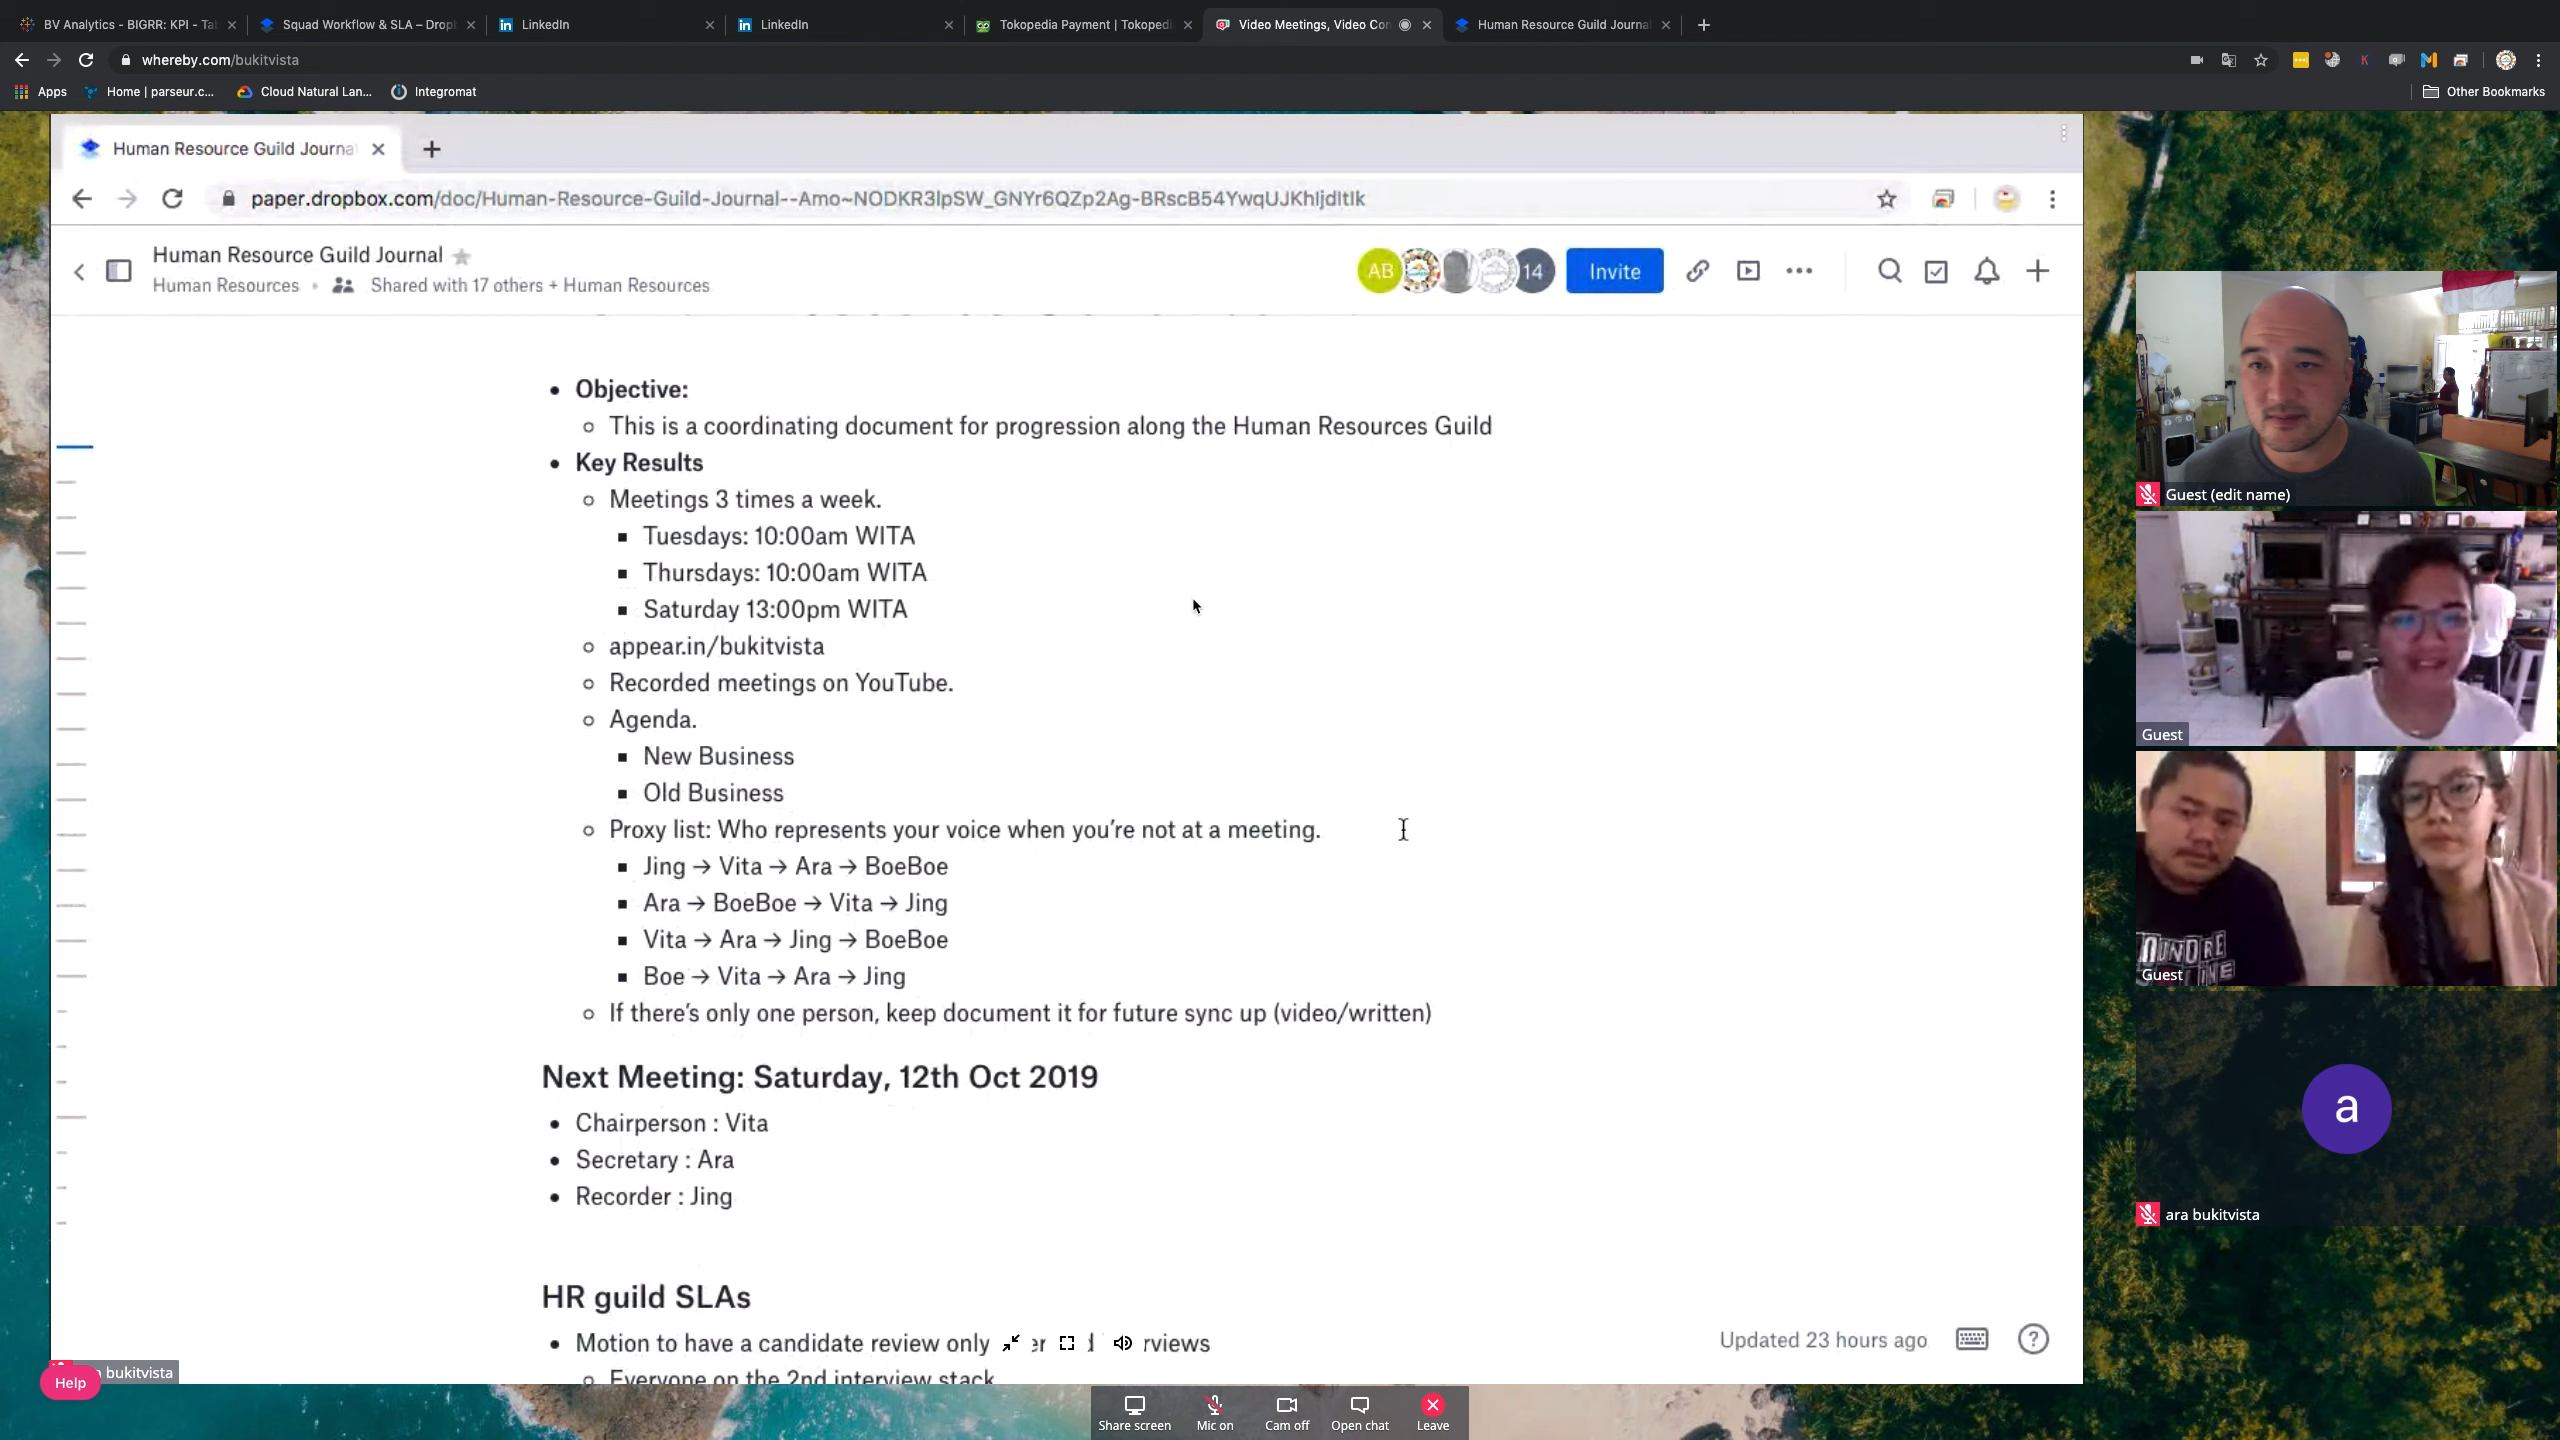 BV Analytics - BIGRR: KPI - Ta
Squad Workflow & SLA – Drop
LinkedIn
LinkedIn
Tokopedia Payment | Tokoped
Video Meetings, Video Con
Human Resource Guild Journa
whereby.com/bukitvista
Apps
Home | parseur.c...
Cloud Natural Lan...
Integromat
Other Bookmarks
Human Resource Guild Journa
paper.dropbox.com/doc/Human-Resource-Guild-Journal--Amo~NODKR3lpSW_GNYr6QZp2Ag-BRscB54YwqUJKhIjdItIk
Human Resource Guild Journal
Human Resources • Shared with 17 others + Human Resources
AB
14
Invite
• Objective:
This is a coordinating document for progression along the Human Resources Guild
• Key Results
Meetings 3 times a week.
Tuesdays: 10:00am WITA
Thursdays: 10:00am WITA
Saturday 13:00pm WITA
appear.in/bukitvista
Recorded meetings on YouTube.
Agenda.
New Business
Old Business
Proxy list: Who represents your voice when you're not at a meeting.
Jing → Vita → Ara → BoeBoe
Ara → BoeBoe → Vita → Jing
Vita → Ara → Jing → BoeBoe
Boe → Vita → Ara → Jing
If there's only one person, keep document it for future sync up (video/written)
Next Meeting: Saturday, 12th Oct 2019
• Chairperson : Vita
• Secretary : Ara
• Recorder : Jing
HR guild SLAs
• Motion to have a candidate review only
Everyone on the 2nd interview stack
Updated 23 hours ago
bukitvista
Help
Guest (edit name)
Guest
Guest
a
ara bukitvista
Share screen
Mic on
Cam off
Open chat
Leave